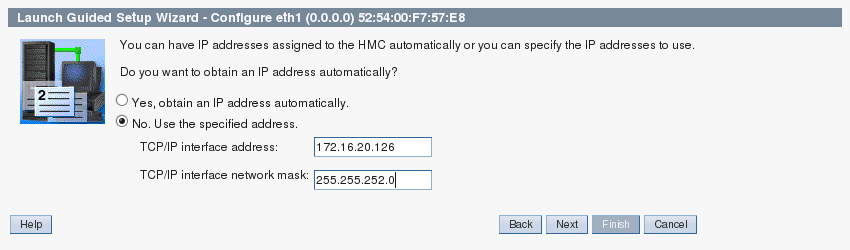 Launch Guided Setup Wizard - Configure eth1 (0.0.0.0) 52:54:00:F7:57:E8
You can have IP addresses assigned to the HMC automatically or you can specify the IP addresses to use.
Do you want to obtain an IP address automatically?
2
Yes, obtain an IP address automatically.
No. Use the specified address.
TCP/IP interface address: 172.16.20.126
TCP/IP interface network mask: 255.255.252.0
Help Back Next Finish Cancel